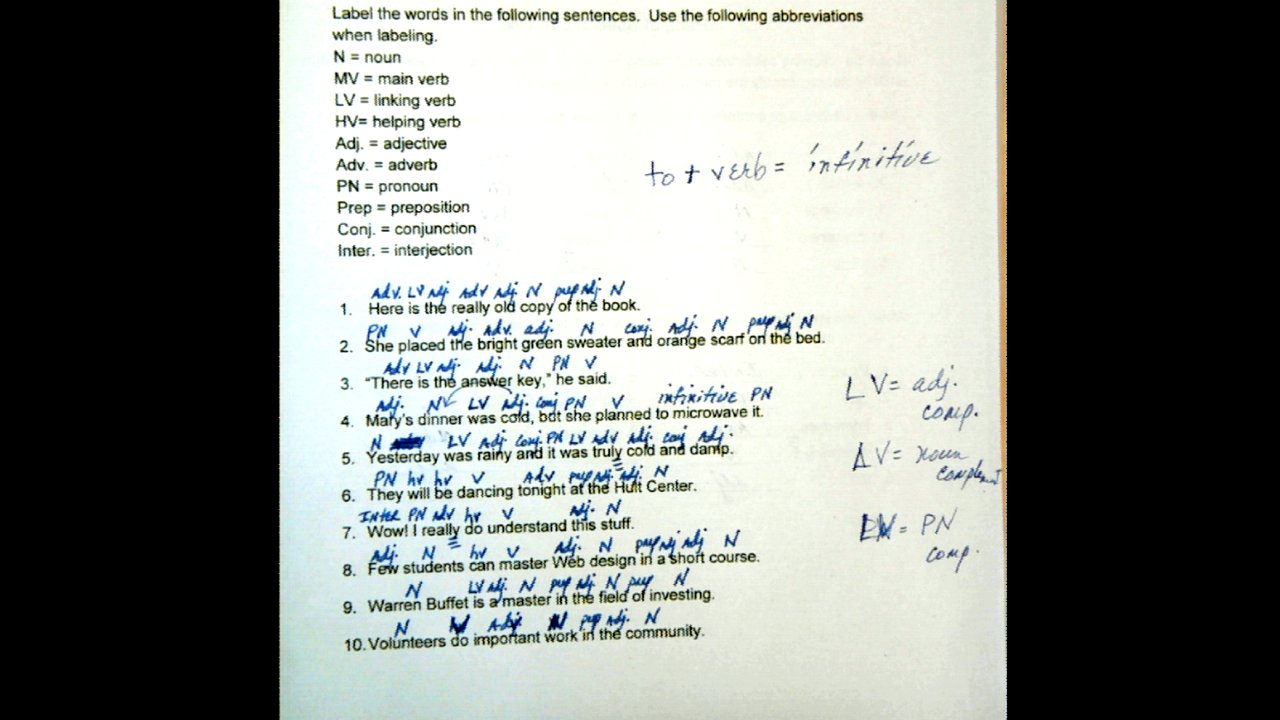 Label the words in the following sentences. Use the following abbreviations
when labeling.
N = noun
MV = main verb
LV = linking verb
HV= helping verb
Adj. = adjective
Adv. = adverb
PN = pronoun
Prep = preposition
Conj. = conjunction
Inter. = interjection
to + verb = infinitive
Adv. LV Adj. Adv Adj. N prep Adj. N
1. Here is the really old copy of the book.
PN V Adj. Adv. adj. N conj. Adj. N prep adj N
2. She placed the bright green sweater and orange scarf on the bed.
Adv LV Adj. Adj. N PN V
3. "There is the answer key," he said.
Adj. N LV Adj. conj PN V infinitive PN
4. Mary's dinner was cold, but she planned to microwave it.
N LV Adj conj. PN LV Adv Adj. conj Adj.
5. Yesterday was rainy and it was truly cold and damp.
PN hv hv V Adv prep adj. adj. N
6. They will be dancing tonight at the Hult Center.
INTER PN adv hv V Adj. N
7. Wow! I really do understand this stuff.
Adj. N hv V Adj. N prep adj adj N
8. Few students can master Web design in a short course.
N LV adj. N prep adj. N prep N
9. Warren Buffet is a master in the field of investing.
N V Adj. N prep adj. N
10. Volunteers do important work in the community.
LV= adj.
comp.
LV= noun
complement
LV = PN
comp.